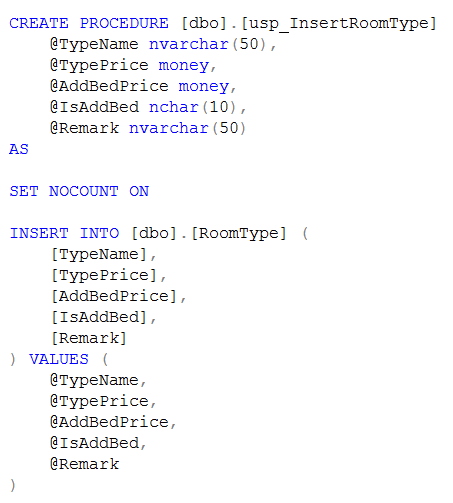 CREATE PROCEDURE [dbo].[usp_InsertRoomType]
    @TypeName nvarchar(50),
    @TypePrice money,
    @AddBedPrice money,
    @IsAddBed nchar(10),
    @Remark nvarchar(50)
AS

SET NOCOUNT ON

INSERT INTO [dbo].[RoomType] (
    [TypeName],
    [TypePrice],
    [AddBedPrice],
    [IsAddBed],
    [Remark]
) VALUES (
    @TypeName,
    @TypePrice,
    @AddBedPrice,
    @IsAddBed,
    @Remark
)